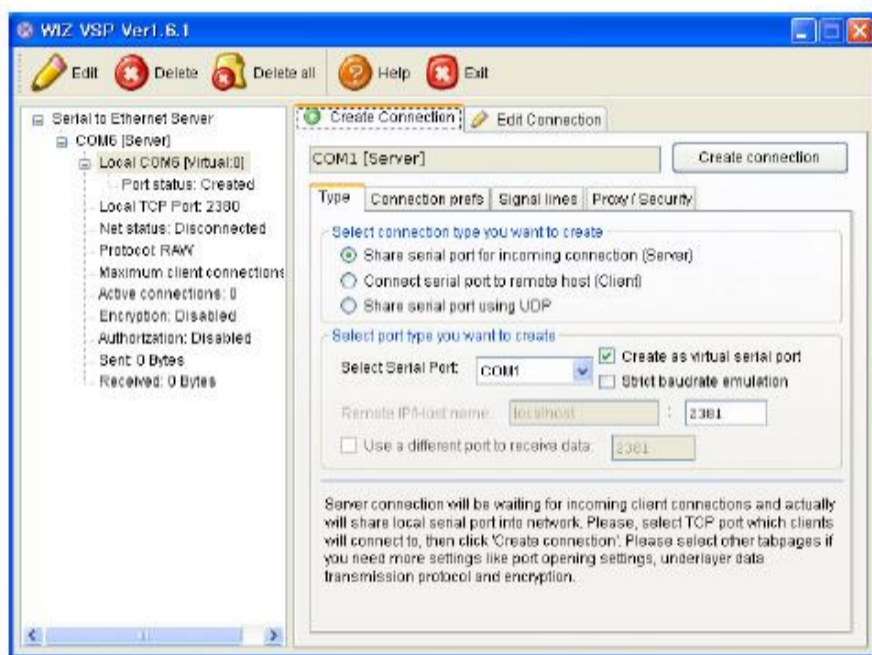 WIZ VSP Ver1.6.1
Edit Delete Delete all Help Exit
Serial to Ethernet Server
COM6 [Server]
Local COM6 [Virtual:0]
Port status: Created
Local TCP Port: 2380
Net status: Disconnected
Protocol: RAW
Maximum client connections
Active connections: 0
Encryption: Disabled
Authorization: Disabled
Sent: 0 Bytes
Received: 0 Bytes
Create Connection Edit Connection
COM1 [Server] Create connection
Type Connection prefs Signal lines Proxy / Security
Select connection type you want to create
Share serial port for incoming connection (Server)
Connect serial port to remote host (Client)
Share serial port using UDP
Select port type you want to create
Select Serial Port: COM1 Create as virtual serial port
Strict baudrate emulation
Remote IP/Host name: localhost : 2381
Use a different port to receive data: 2381
Server connection will be waiting for incoming client connections and actually
will share local serial port into network. Please, select TCP port which clients
will connect to, then click 'Create connection'. Please select other tabpages if
you need more settings like port opening settings, underlayer data
transmission protocol and encryption.